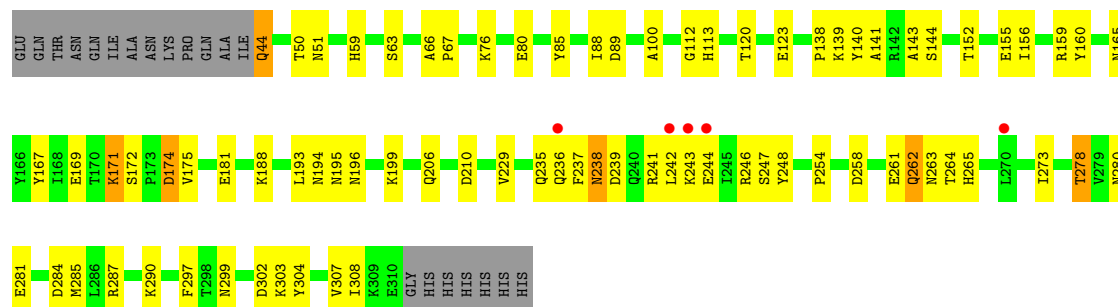 GLU GLN THR ASN GLN ILE ALA ASN LYS PRO GLN ALA ILE Q44 T50 N51 H59 S63 A66 P67 K76 E80 Y85 I88 D89 A100 G112 H113 T120 E123 P138 K139 Y140 A141 R142 A143 S144 T152 E155 I156 R159 Y160 N165
Y166 Y167 I168 E169 T170 K171 S172 P173 D174 V175 E181 K188 L193 N194 N195 N196 K199 Q206 D210 V229 Q235 Q236 F237 N238 D239 Q240 R241 L242 K243 E244 I245 R246 S247 Y248 P254 D258 E261 Q262 N263 T264 H265 L270 I273 T278 V279 N280
E281 D284 M285 L286 R287 K290 F297 T298 N299 D302 K303 Y304 V307 I308 K309 E310 GLY HIS HIS HIS HIS HIS HIS